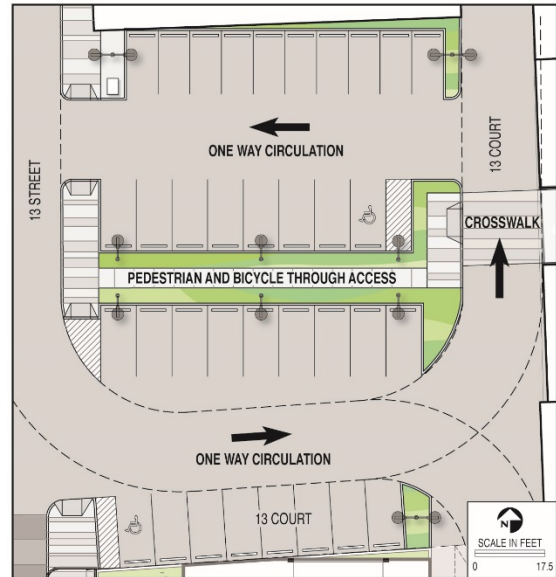 ONE WAY CIRCULATION
13 STREET
13 COURT
CROSSWALK
PEDESTRIAN AND BICYCLE THROUGH ACCESS
ONE WAY CIRCULATION
13 COURT
N
SCALE IN FEET
0 17.5